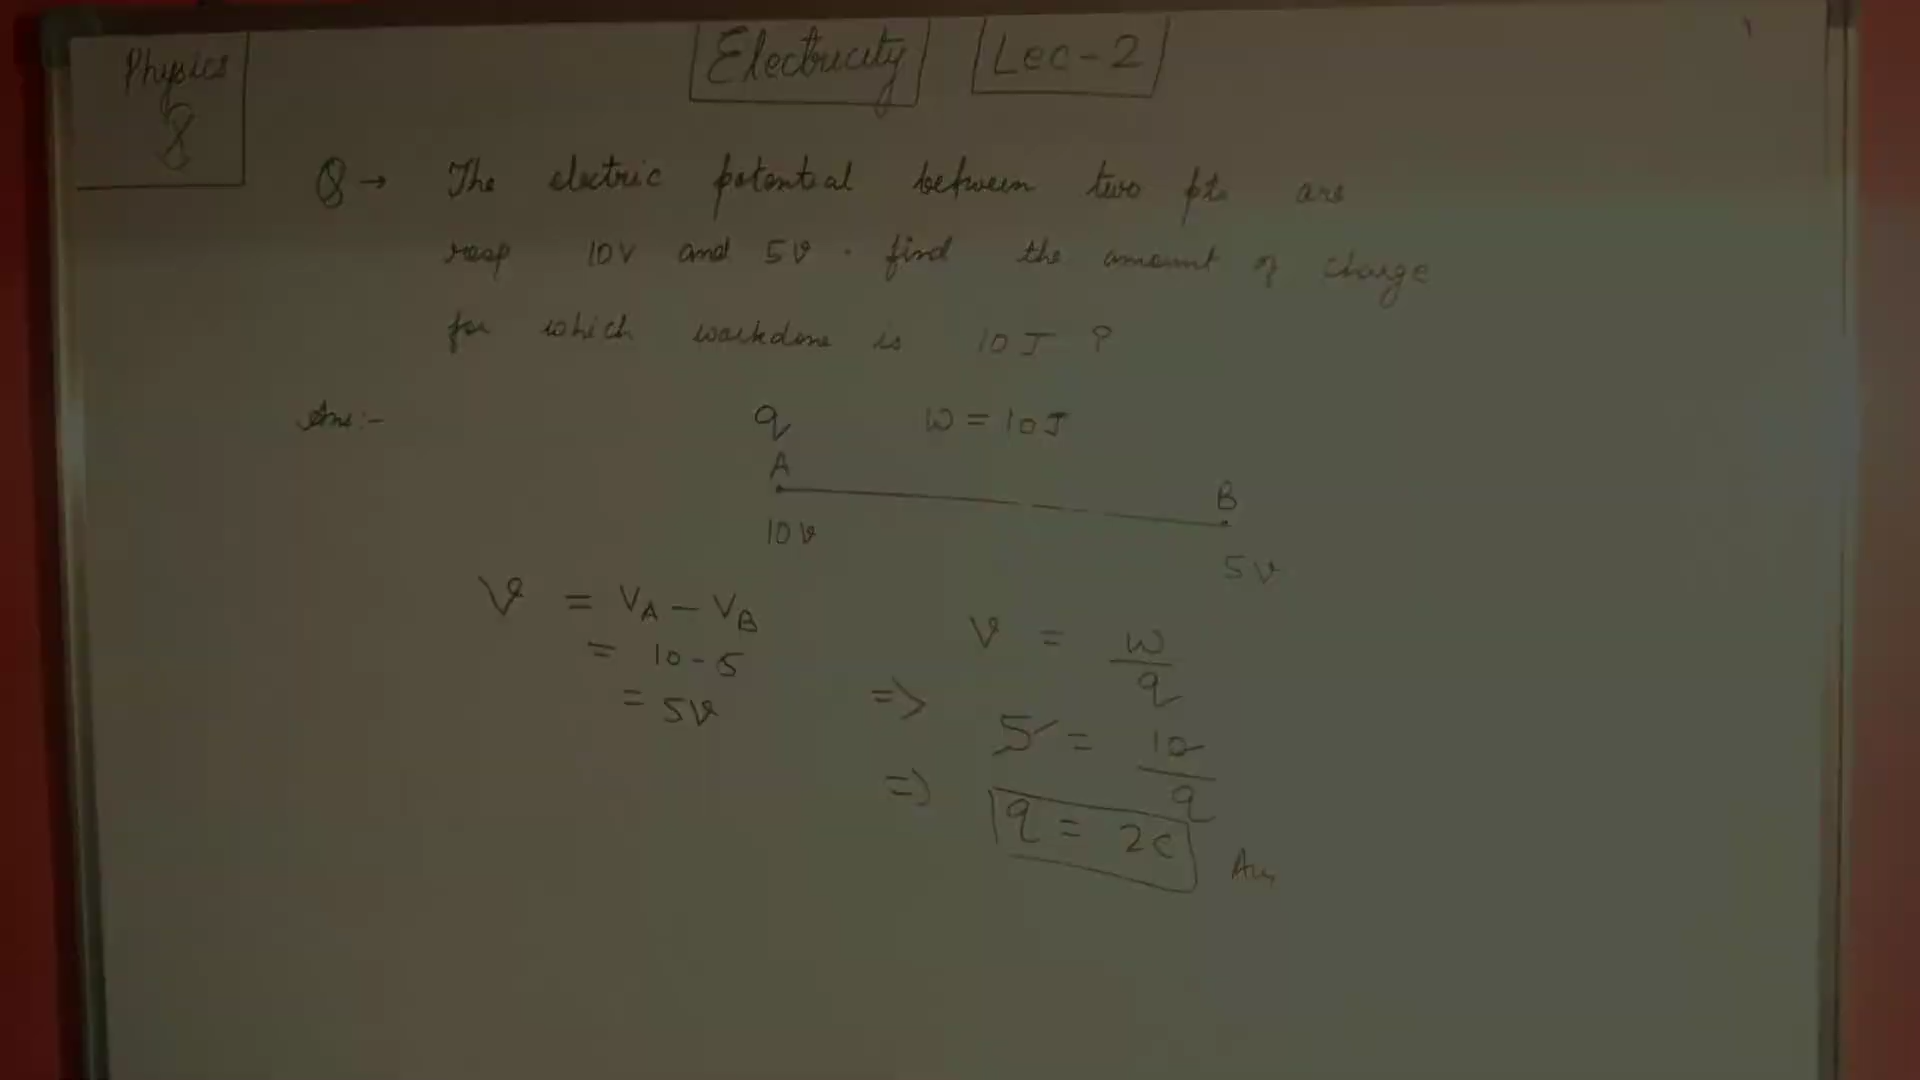 Physics
8
Electricity
Lec-2
Q → The electric potential between two pts are
resp 10V and 5V. find the amount of charge
for which workdone is 10J ?
Ans:-
q W = 10J
A
B
10V
5V
V = VA - VB
= 10-5
= 5V
V = W/q
=> 5 = 10/q
=> q = 2C Ans